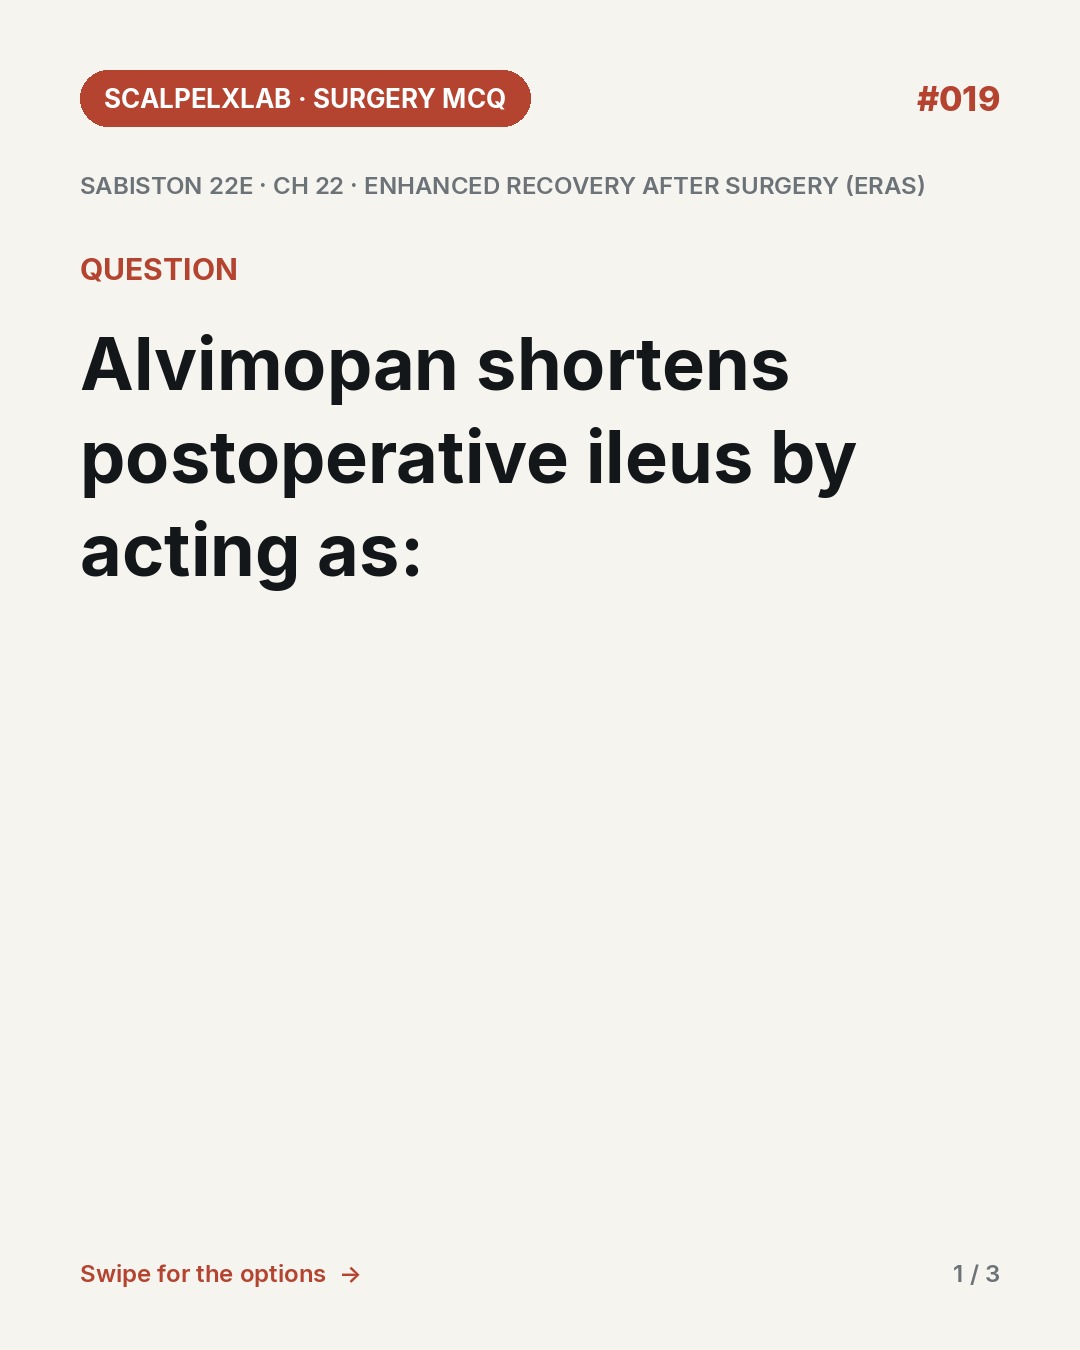 SCALPELXLAB · SURGERY MCQ
#019
SABISTON 22E · CH 22 · ENHANCED RECOVERY AFTER SURGERY (ERAS)
QUESTION
Alvimopan shortens
postoperative ileus by
acting as:
Swipe for the options →
1 / 3